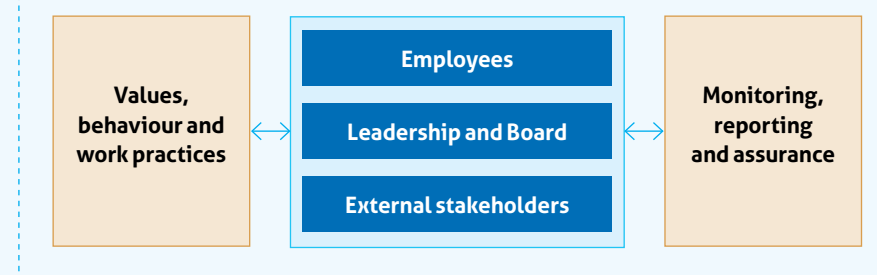 Values,
behaviour and
work practices
Employees
Leadership and Board
External stakeholders
Monitoring,
reporting
and assurance